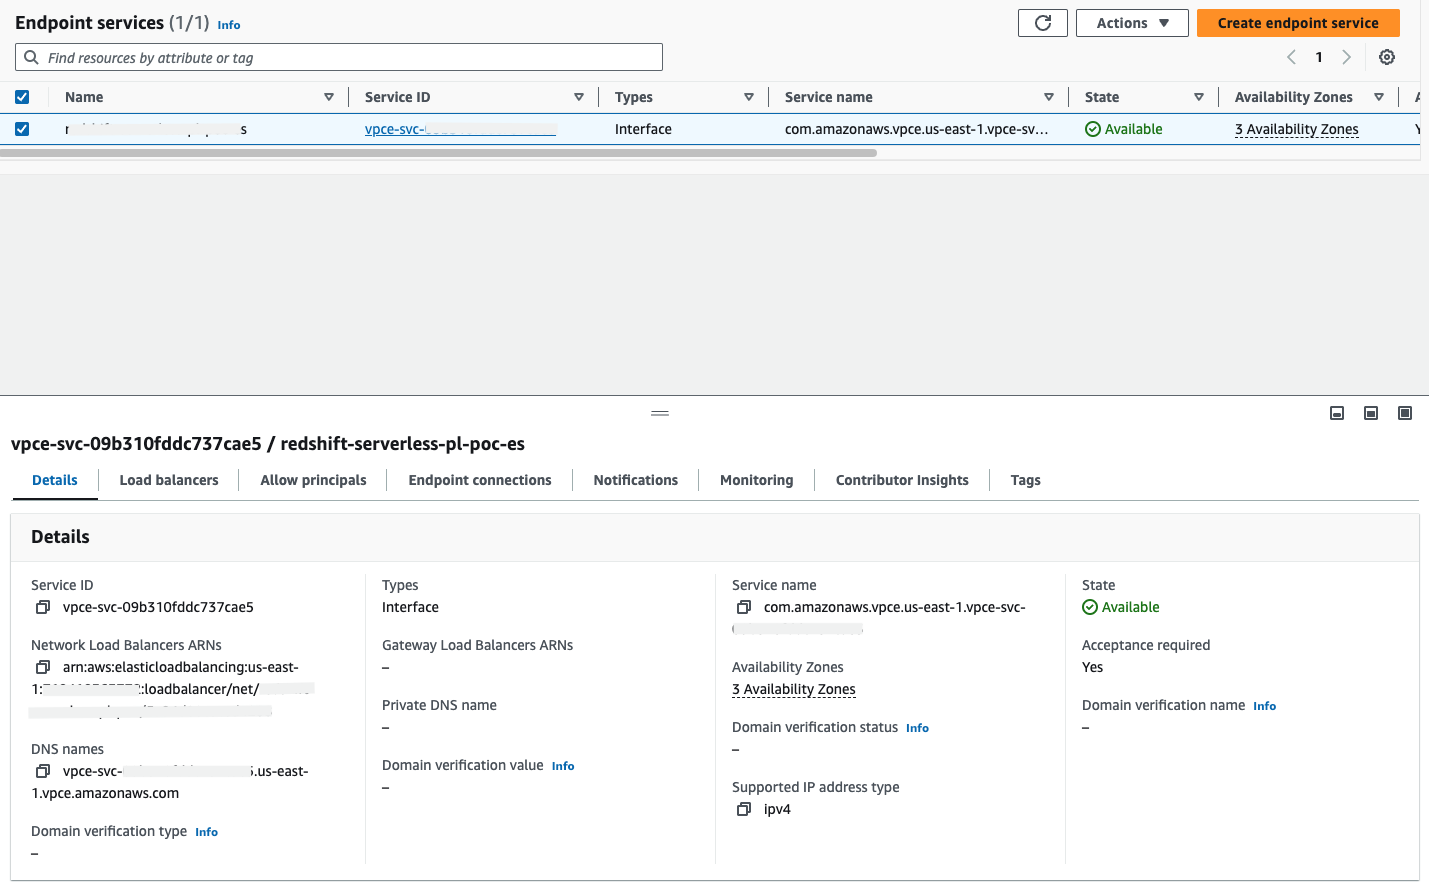 Endpoint services (1/1) Info
Actions
Create endpoint service
Find resources by attribute or tag
1
Name Service ID Types Service name State Availability Zones
vpce-svc- Interface com.amazonaws.vpce.us-east-1.vpce-sv... Available 3 Availability Zones
vpce-svc-09b310fddc737cae5 / redshift-serverless-pl-poc-es
Details Load balancers Allow principals Endpoint connections Notifications Monitoring Contributor Insights Tags
Details
Service ID
vpce-svc-09b310fddc737cae5
Network Load Balancers ARNs
arn:aws:elasticloadbalancing:us-east-
1: :loadbalancer/net/
DNS names
vpce-svc- .us-east-
1.vpce.amazonaws.com
Domain verification type Info
–
Types
Interface
Gateway Load Balancers ARNs
–
Private DNS name
–
Domain verification value Info
–
Service name
com.amazonaws.vpce.us-east-1.vpce-svc-
Availability Zones
3 Availability Zones
Domain verification status Info
–
Supported IP address type
ipv4
State
Available
Acceptance required
Yes
Domain verification name Info
–